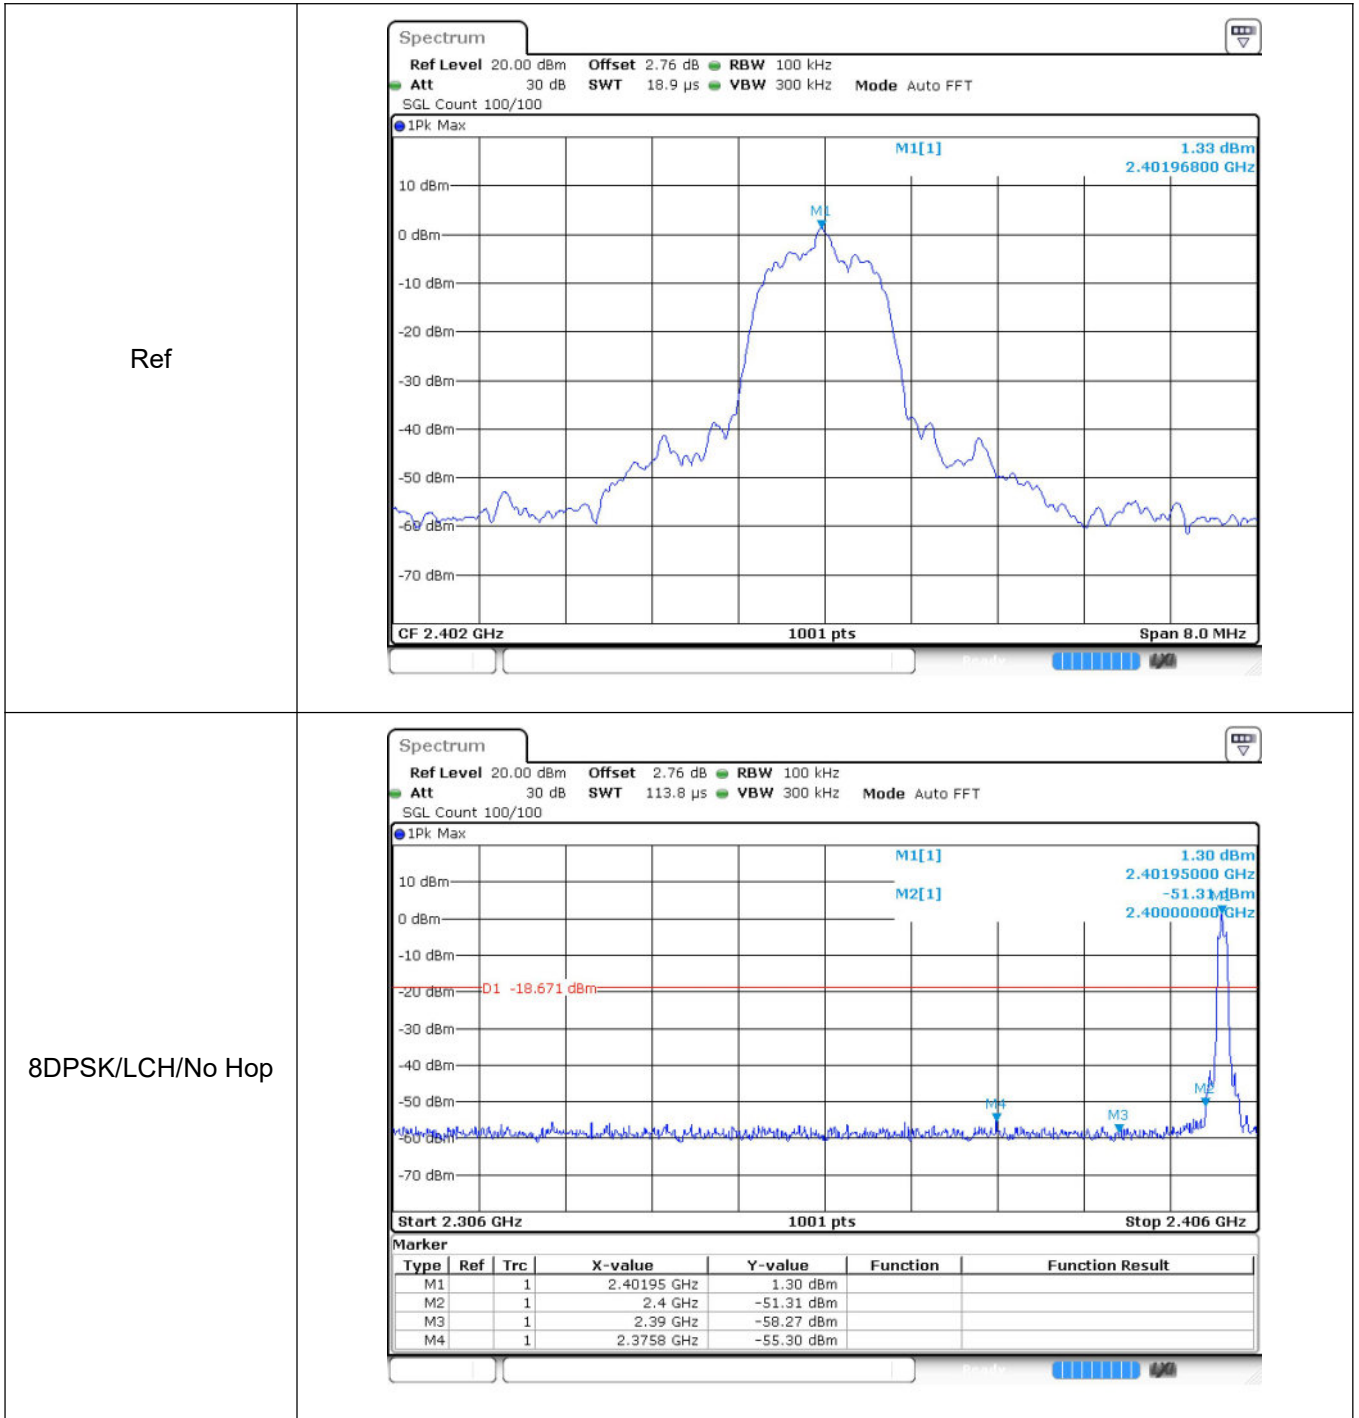 Ref
Spectrum
Ref Level 20.00 dBm Offset 2.76 dB RBW 100 kHz
Att 30 dB SWT 18.9 µs VBW 300 kHz Mode Auto FFT
SGL Count 100/100
1Pk Max
M1[1] 1.33 dBm
2.40196800 GHz
10 dBm
M1
0 dBm
-10 dBm
-20 dBm
-30 dBm
-40 dBm
-50 dBm
-60 dBm
-70 dBm
CF 2.402 GHz 1001 pts Span 8.0 MHz
8DPSK/LCH/No Hop
Spectrum
Ref Level 20.00 dBm Offset 2.76 dB RBW 100 kHz
Att 30 dB SWT 113.8 µs VBW 300 kHz Mode Auto FFT
SGL Count 100/100
1Pk Max
M1[1] 1.30 dBm
2.40195000 GHz
10 dBm
M2[1] -51.31 dBm
M1
2.40000000 GHz
0 dBm
-10 dBm
-20 dBm
D1 -18.671 dBm
-30 dBm
-40 dBm
M2
-50 dBm
M4
M3
-60 dBm
-70 dBm
Start 2.306 GHz 1001 pts Stop 2.406 GHz
Marker
Type Ref Trc X-value Y-value Function Function Result
M1 1 2.40195 GHz 1.30 dBm
M2 1 2.4 GHz -51.31 dBm
M3 1 2.39 GHz -58.27 dBm
M4 1 2.3758 GHz -55.30 dBm